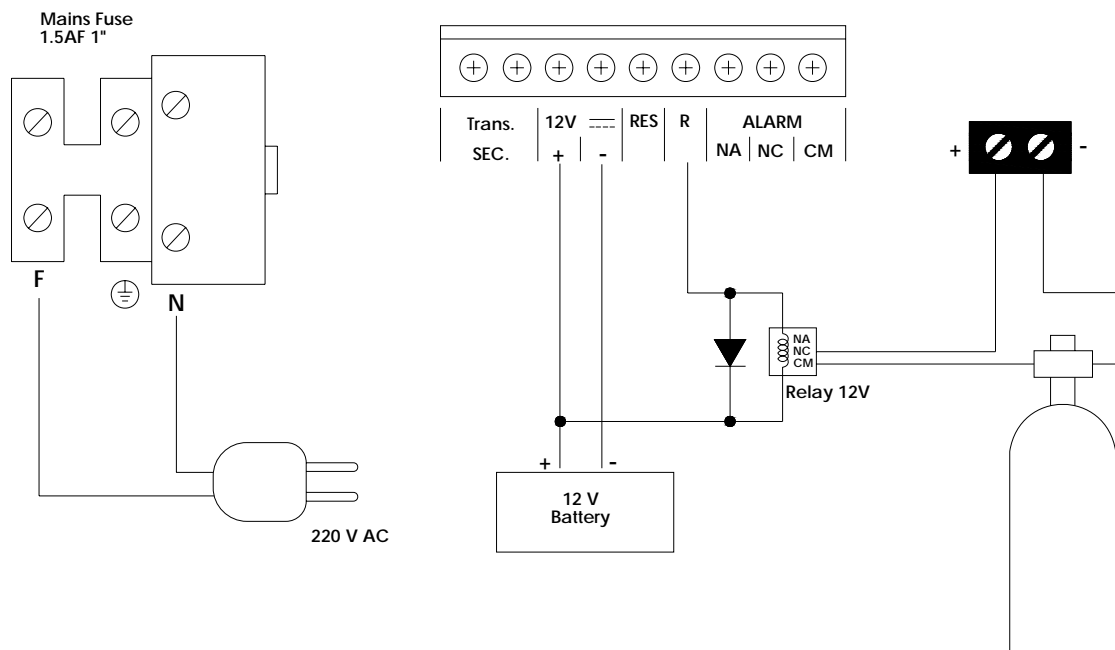 Mains Fuse
1.5AF 1"
F
N
220 V AC
Trans.
SEC.
12V
+ -
RES
R
ALARM
NA NC CM
+ -
NA
NC
CM
Relay 12V
+ -
12 V
Battery